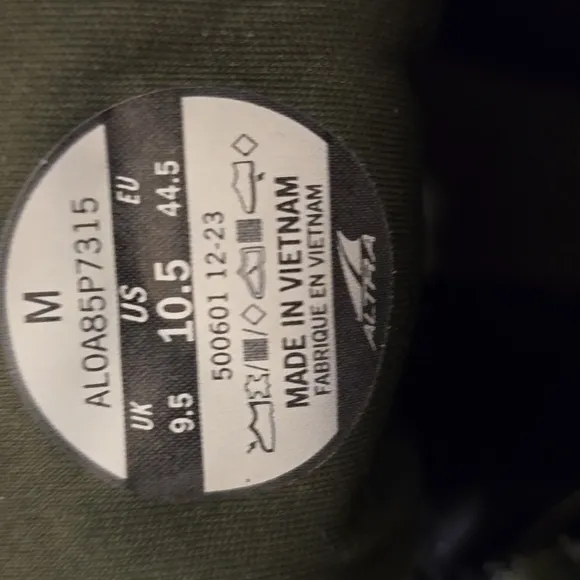 M
AL0A85P7315
UK US EU
9.5 10.5 44.5
500601 12-23
MADE IN VIETNAM
FABRIQUE EN VIETNAM
ALTRA